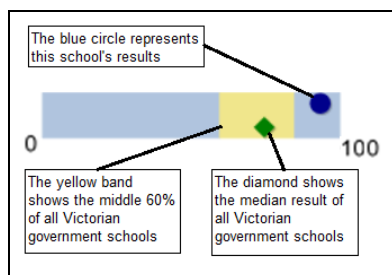 The blue circle represents
this school's results
0
100
The yellow band
shows the middle 60%
of all Victorian
government schools
The diamond shows
the median result of
all Victorian
government schools